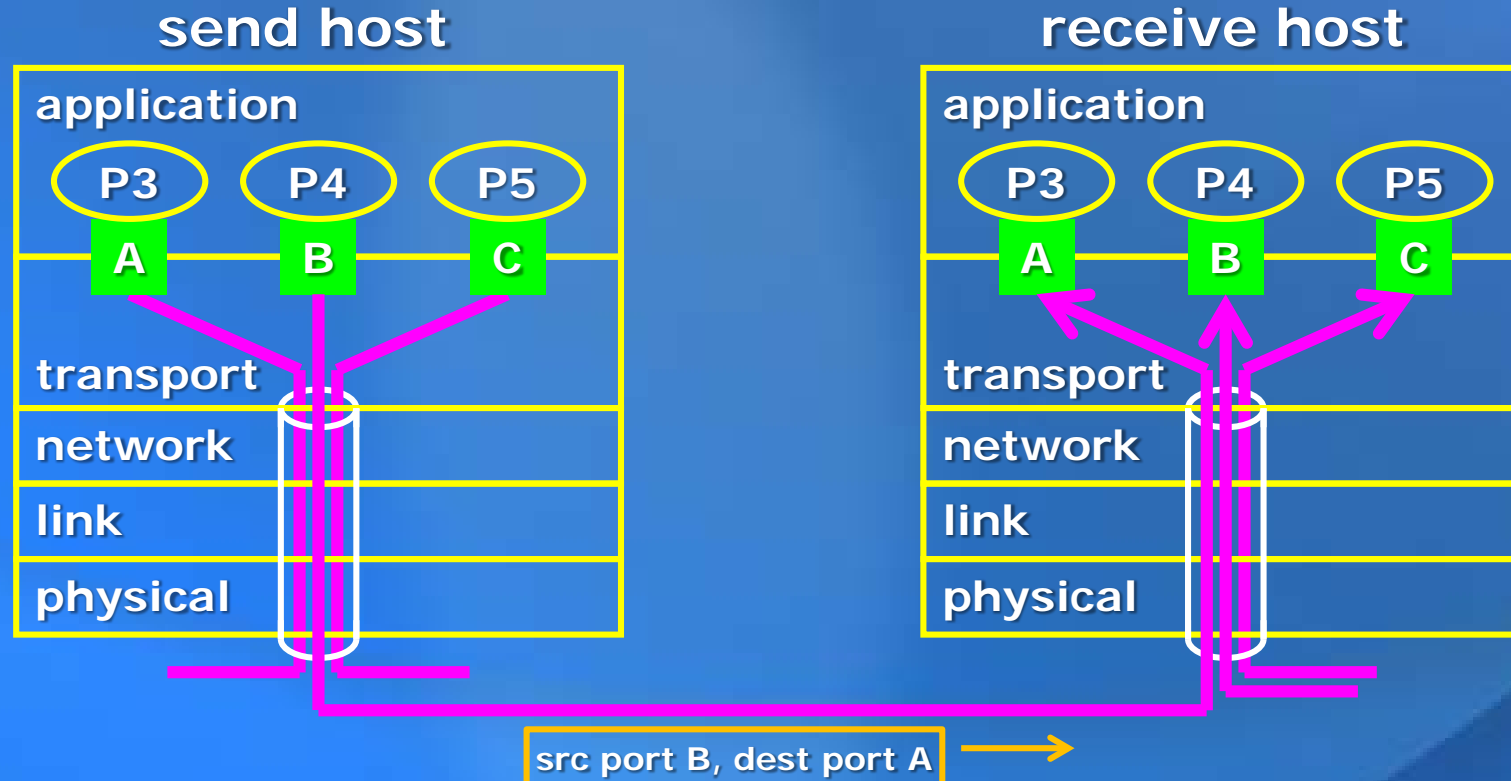 send host
receive host
application
P3 P4 P5
A B C
transport
network
link
physical
application
P3 P4 P5
A B C
transport
network
link
physical
src port B, dest port A